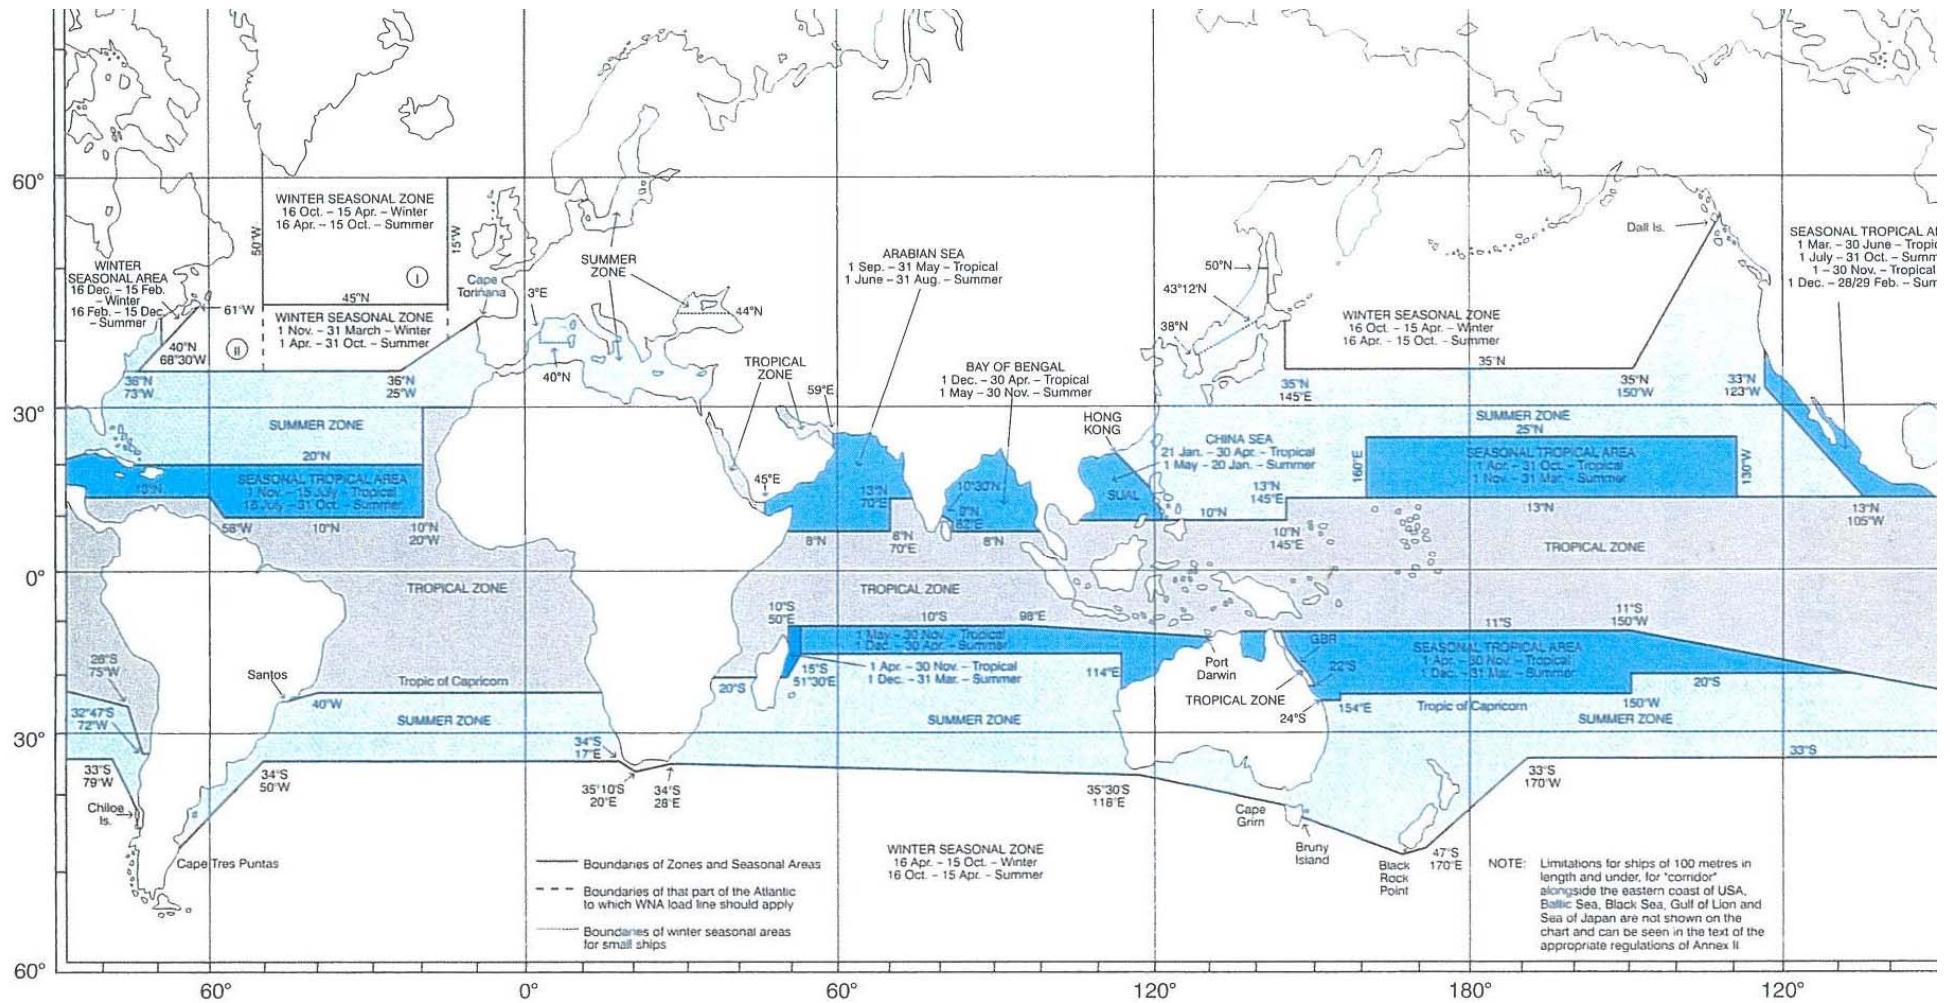 60°
30°
0°
30°
60°
60°
0°
60°
120°
180°
120°
WINTER SEASONAL ZONE
16 Oct. – 15 Apr. – Winter
16 Apr. – 15 Oct. – Summer
50°W
15°W
I
45°N
WINTER SEASONAL ZONE
1 Nov. – 31 March – Winter
1 Apr. – 31 Oct. – Summer
II
WINTER
SEASONAL AREA
16 Dec. – 15 Feb.
– Winter
16 Feb. – 15 Dec
– Summer
61°W
40°N
68°30'W
36°N
73°W
36°N
25°W
Cape
Toriñana
3°E
SUMMER
ZONE
44°N
40°N
TROPICAL
ZONE
59°E
45°E
ARABIAN SEA
1 Sep. – 31 May – Tropical
1 June – 31 Aug. – Summer
BAY OF BENGAL
1 Dec. – 30 Apr. – Tropical
1 May – 30 Nov. – Summer
HONG
KONG
CHINA SEA
21 Jan. – 30 Apr. – Tropical
1 May – 20 Jan. – Summer
SUAL
50°N
43°12'N
38°N
35°N
145°E
WINTER SEASONAL ZONE
16 Oct. – 15 Apr. – Winter
16 Apr. – 15 Oct. – Summer
35°N
35°N
150°W
33°N
123°W
Dall Is.
SEASONAL TROPICAL A
1 Mar. – 30 June – Tropic
1 July – 31 Oct. – Summ
1 – 30 Nov. – Tropical
1 Dec. – 28/29 Feb. – Sum
SUMMER ZONE
20°N
SEASONAL TROPICAL AREA
1 Nov. – 15 July – Tropical
15 July – 31 Oct. – Summer
13°N
58°W
10°N
10°N
20°W
13°N
70°E
8°N
8°N
70°E
10°30'N
9°N
82°E
8°N
13°N
145°E
10°N
10°N
145°E
SUMMER ZONE
25°N
160°E
SEASONAL TROPICAL AREA
1 Apr. – 31 Oct. – Tropical
1 Nov. – 31 Mar. – Summer
130°W
13°N
13°N
105°W
TROPICAL ZONE
TROPICAL ZONE
TROPICAL ZONE
10°S
50°E
10°S
98°E
1 May – 30 Nov. – Tropical
1 Dec. – 30 Apr. – Summer
1 Apr. – 30 Nov. – Tropical
1 Dec. – 31 Mar. – Summer
15°S
51°30'E
20°S
114°E
Port
Darwin
GBR
22°S
TROPICAL ZONE
24°S
154°E
11°S
11°S
150°W
SEASONAL TROPICAL AREA
1 Apr. – 30 Nov. – Tropical
1 Dec. – 31 Mar. – Summer
20°S
Tropic of Capricorn
150°W
SUMMER ZONE
26°S
75°W
32°47'S
72°W
33°S
79°W
Chiloe
Is.
Santos
40°W
Tropic of Capricorn
SUMMER ZONE
34°S
50°W
Cape Tres Puntas
34°S
17°E
35°10'S
20°E
34°S
28°E
SUMMER ZONE
35°30'S
118°E
Cape
Grim
Bruny
Island
Black
Rock
Point
47°S
170°E
33°S
170°W
33°S
WINTER SEASONAL ZONE
16 Apr. – 15 Oct. – Winter
16 Oct. – 15 Apr. – Summer
Boundaries of Zones and Seasonal Areas
Boundaries of that part of the Atlantic
to which WNA load line should apply
Boundaries of winter seasonal areas
for small ships
NOTE: Limitations for ships of 100 metres in
length and under, for "corridor"
alongside the eastern coast of USA,
Baltic Sea, Black Sea, Gulf of Lion and
Sea of Japan are not shown on the
chart and can be seen in the text of the
appropriate regulations of Annex II